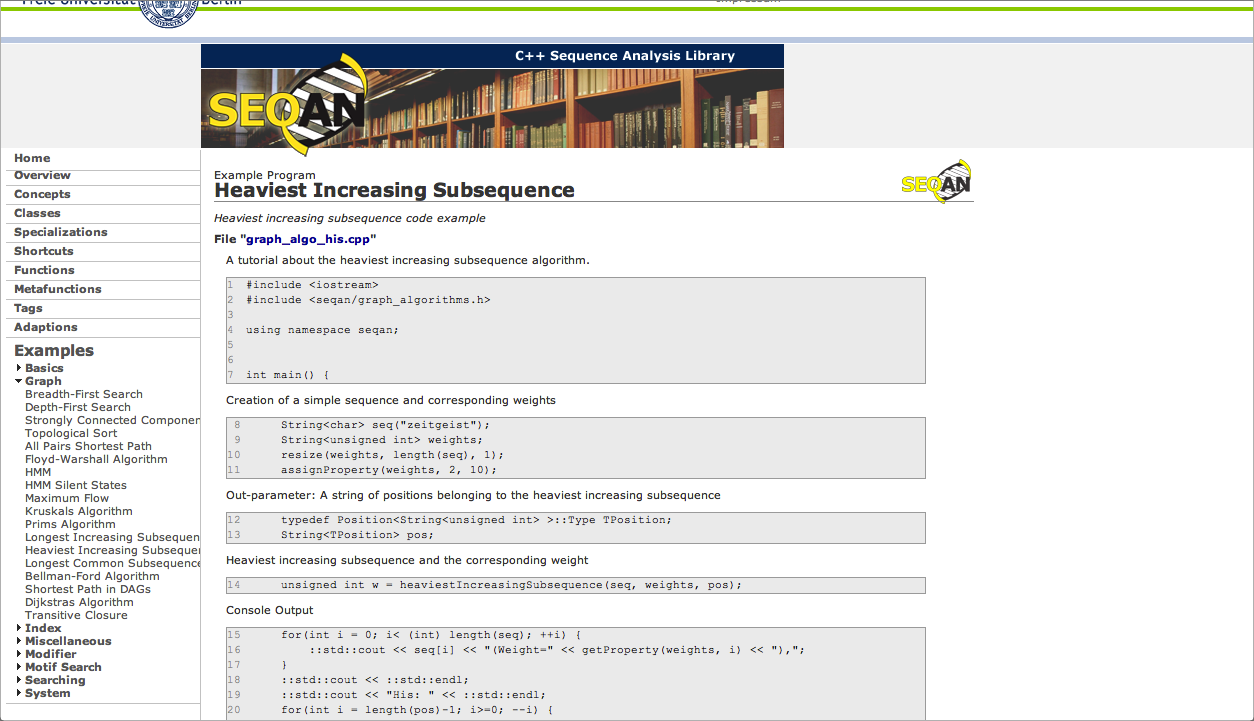 Freie Universität Berlin
Impressum
C++ Sequence Analysis Library
SEQAN
Home
Overview
Concepts
Classes
Specializations
Shortcuts
Functions
Metafunctions
Tags
Adaptions
Examples
Basics
Graph
Breadth-First Search
Depth-First Search
Strongly Connected Componen
Topological Sort
All Pairs Shortest Path
Floyd-Warshall Algorithm
HMM
HMM Silent States
Maximum Flow
Kruskals Algorithm
Prims Algorithm
Longest Increasing Subsequen
Heaviest Increasing Subseque
Longest Common Subsequence
Bellman-Ford Algorithm
Shortest Path in DAGs
Dijkstras Algorithm
Transitive Closure
Index
Miscellaneous
Modifier
Motif Search
Searching
System
Example Program
Heaviest Increasing Subsequence
SEQAN
Heaviest increasing subsequence code example
File "graph_algo_his.cpp"
A tutorial about the heaviest increasing subsequence algorithm.
1 #include <iostream>
2 #include <seqan/graph_algorithms.h>
3
4 using namespace seqan;
5
6
7 int main() {
Creation of a simple sequence and corresponding weights
8 String<char> seq("zeitgeist");
9 String<unsigned int> weights;
10 resize(weights, length(seq), 1);
11 assignProperty(weights, 2, 10);
Out-parameter: A string of positions belonging to the heaviest increasing subsequence
12 typedef Position<String<unsigned int> >::Type TPosition;
13 String<TPosition> pos;
Heaviest increasing subsequence and the corresponding weight
14 unsigned int w = heaviestIncreasingSubsequence(seq, weights, pos);
Console Output
15 for(int i = 0; i< (int) length(seq); ++i) {
16 ::std::cout << seq[i] << "(Weight=" << getProperty(weights, i) << "),";
17 }
18 ::std::cout << ::std::endl;
19 ::std::cout << "His: " << ::std::endl;
20 for(int i = length(pos)-1; i>=0; --i) {